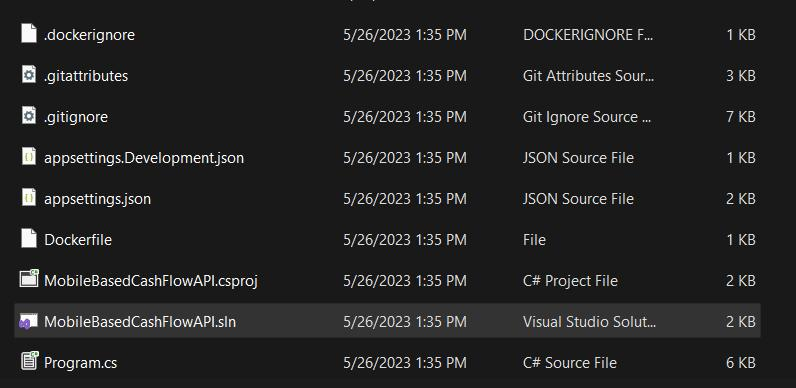 .dockerignore 5/26/2023 1:35 PM DOCKERIGNORE F... 1 KB
.gitattributes 5/26/2023 1:35 PM Git Attributes Sour... 3 KB
.gitignore 5/26/2023 1:35 PM Git Ignore Source ... 7 KB
appsettings.Development.json 5/26/2023 1:35 PM JSON Source File 1 KB
appsettings.json 5/26/2023 1:35 PM JSON Source File 2 KB
Dockerfile 5/26/2023 1:35 PM File 1 KB
MobileBasedCashFlowAPI.csproj 5/26/2023 1:35 PM C# Project File 2 KB
MobileBasedCashFlowAPI.sln 5/26/2023 1:35 PM Visual Studio Solut... 2 KB
Program.cs 5/26/2023 1:35 PM C# Source File 6 KB